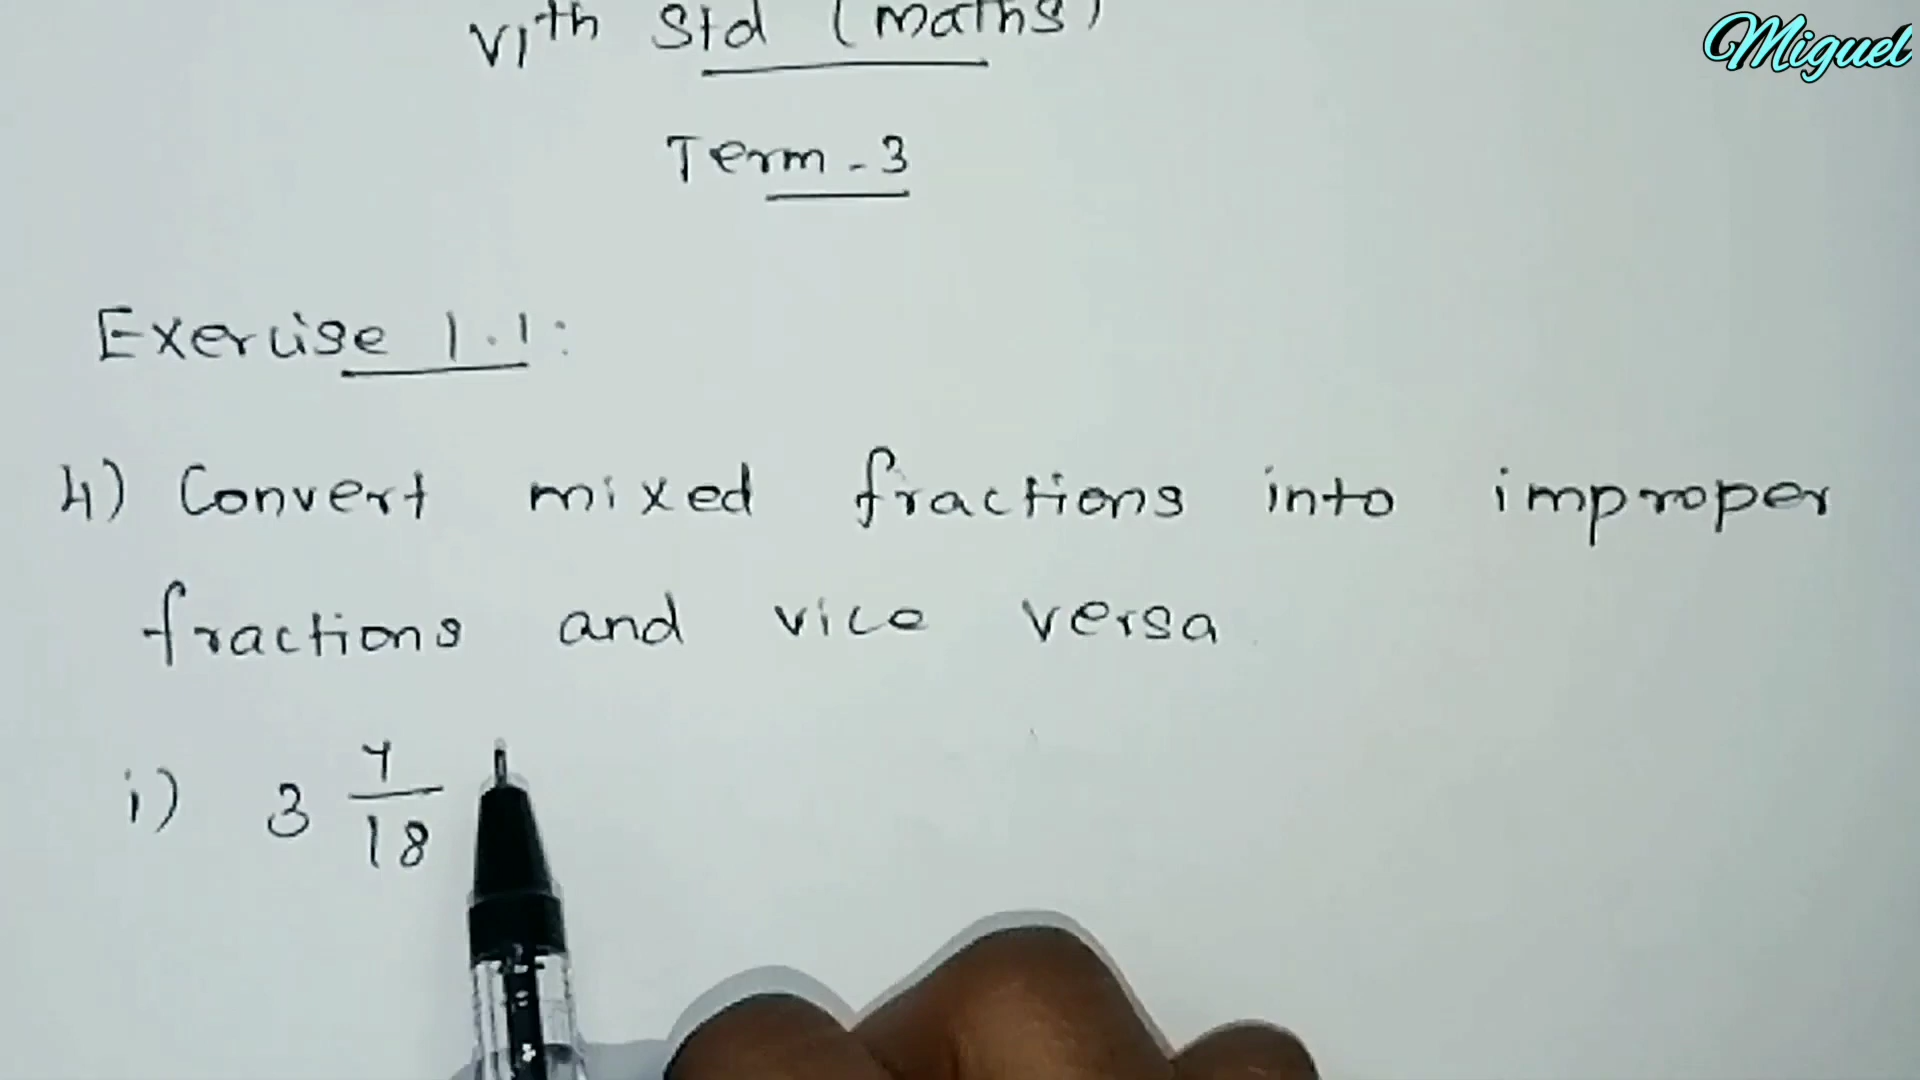 Miguel
VIth Std (maths)
Term - 3
Exercise 1.1:
4) Convert mixed fractions into improper
fractions and vice versa
i) 3 7/18